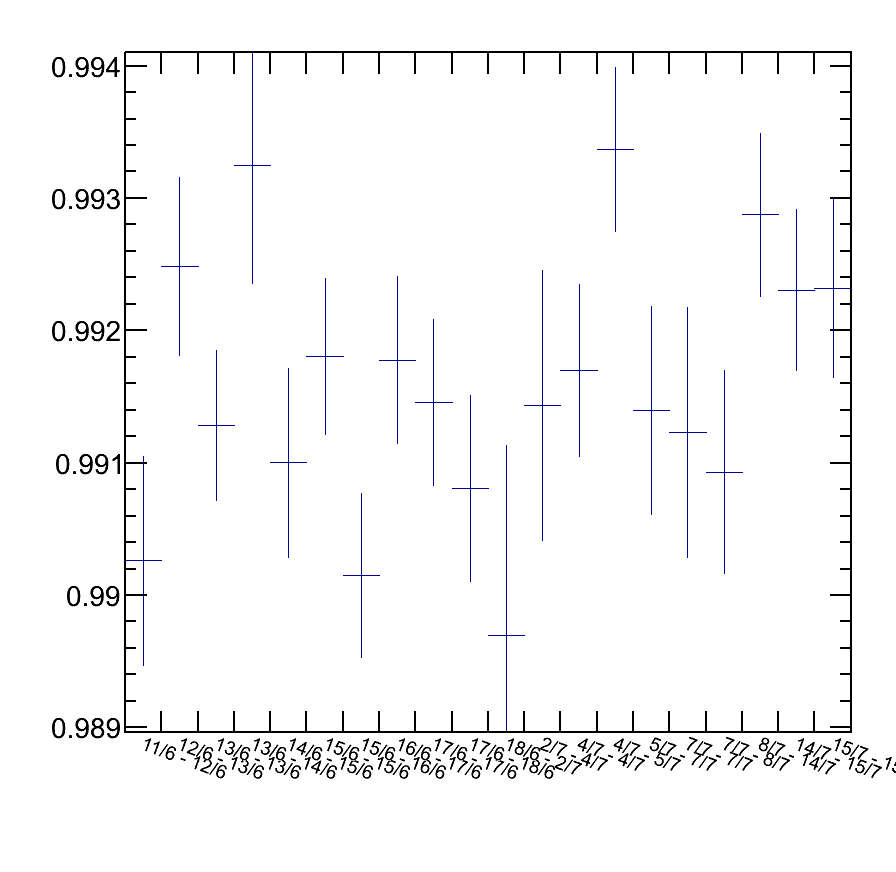 0.994
0.993
0.992
0.991
0.99
0.989
11/6 - 12/6
12/6 - 13/6
13/6 - 13/6
13/6 - 14/6
14/6 - 15/6
15/6 - 15/6
15/6 - 16/6
16/6 - 17/6
17/6 - 17/6
17/6 - 18/6
18/6 - 2/7
2/7 - 4/7
4/7 - 4/7
4/7 - 5/7
5/7 - 7/7
7/7 - 7/7
7/7 - 8/7
8/7 - 14/7
14/7 - 15/7
15/7 - 15